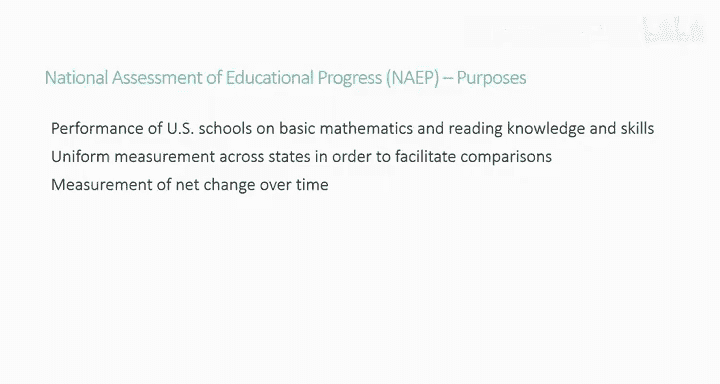 National Assessment of Educational Progress (NAEP) – Purposes
Performance of U.S. schools on basic mathematics and reading knowledge and skills
Uniform measurement across states in order to facilitate comparisons
Measurement of net change over time